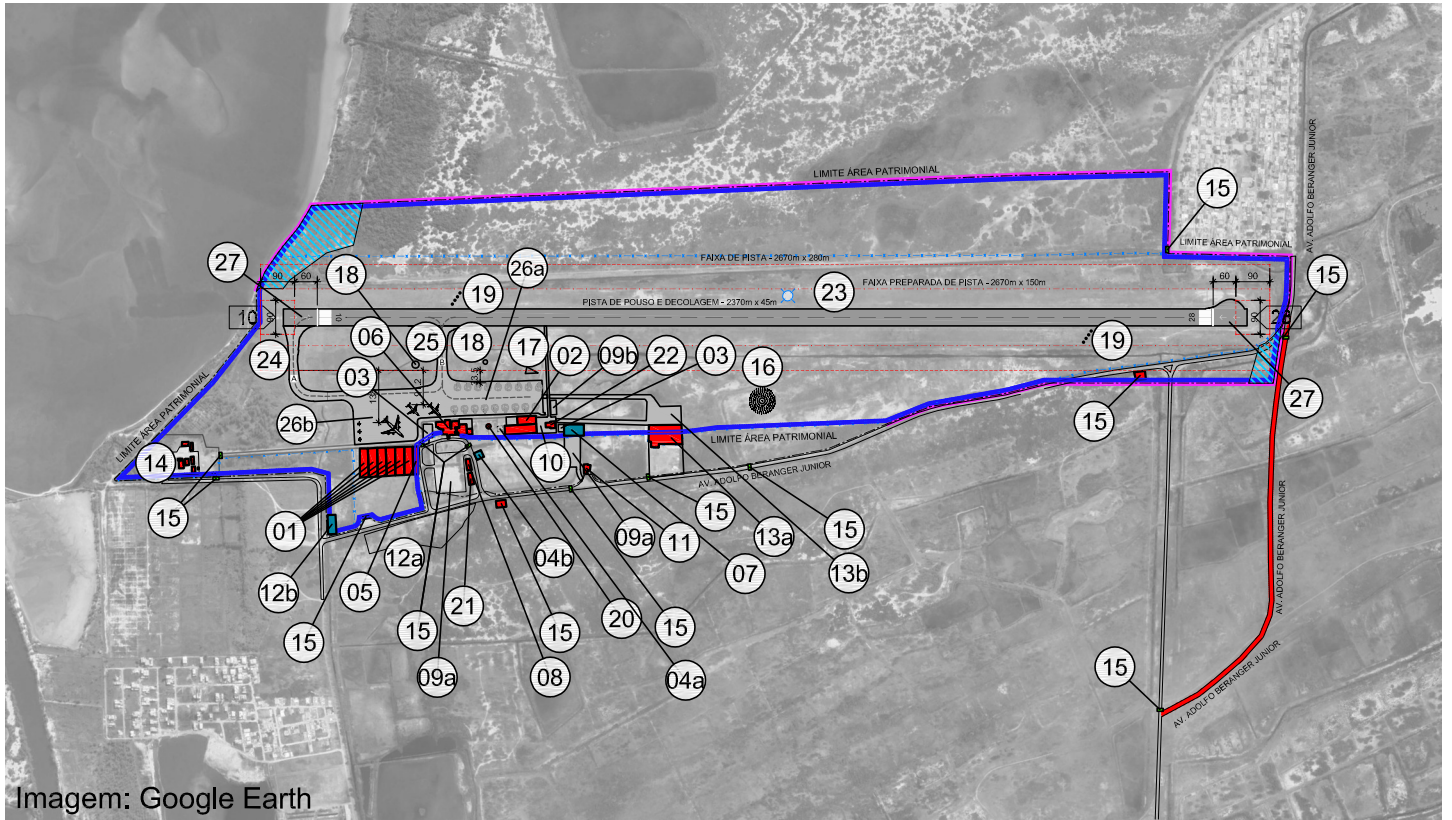 LIMITE ÁREA PATRIMONIAL
AV. ADOLFO BERANGER JUNIOR
15
LIMITE ÁREA PATRIMONIAL
27
18
26a
FAIXA DE PISTA - 2670m x 280m
15
90
60
19
FAIXA PREPARADA DE PISTA - 2670m x 150m
23
60
90
PISTA DE POUSO E DECOLAGEM - 2370m x 45m
10
90
10
28
90
2
06
25
18
17
02
09b
22
03
16
19
24
03
A
B
26b
LIMITE ÁREA PATRIMONIAL
14
10
LIMITE ÁREA PATRIMONIAL
15
27
AV. ADOLFO BERANGER JUNIOR
15
01
12b
15
05
12a
15
09a
21
08
04b
15
20
04a
15
09a
11
07
15
13a
13b
15
AV. ADOLFO BERANGER JUNIOR
15
AV. ADOLFO BERANGER JUNIOR
Imagem: Google Earth